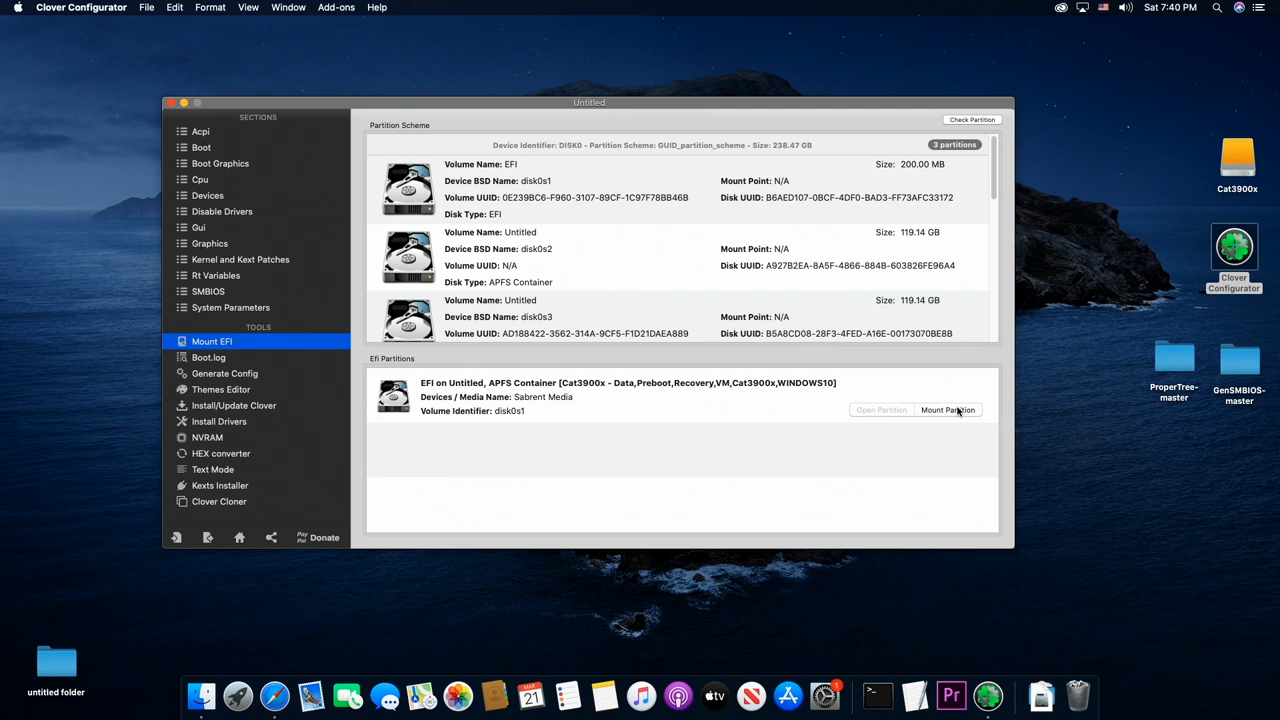 Clover Configurator File Edit Format View Window Add-ons Help Sat 7:40 PM
Untitled
SECTIONS
Acpi
Boot
Boot Graphics
Cpu
Devices
Disable Drivers
Gui
Graphics
Kernel and Kext Patches
Rt Variables
SMBIOS
System Parameters
TOOLS
Mount EFI
Boot.log
Generate Config
Themes Editor
Install/Update Clover
Install Drivers
NVRAM
HEX converter
Text Mode
Kexts Installer
Clover Cloner
Pay
Pal Donate
Partition Scheme
Check Partition
Device Identifier: DISK0 - Partition Scheme: GUID_partition_scheme - Size: 238.47 GB
3 partitions
Volume Name: EFI Size: 200.00 MB
Device BSD Name: disk0s1 Mount Point: N/A
Volume UUID: 0E239BC6-F960-3107-89CF-1C97F78BB46B Disk UUID: B6AED107-0BCF-4DF0-BAD3-FF73AFC33172
Disk Type: EFI
Volume Name: Untitled Size: 119.14 GB
Device BSD Name: disk0s2 Mount Point: N/A
Volume UUID: N/A Disk UUID: A927B2EA-8A5F-4866-884B-603826FE96A4
Disk Type: APFS Container
Volume Name: Untitled Size: 119.14 GB
Device BSD Name: disk0s3 Mount Point: N/A
Volume UUID: AD188422-3562-314A-9CF5-F1D21DAEA889 Disk UUID: B5A8CD08-28F3-4FED-A16E-00173070BE8B
Efi Partitions
EFI on Untitled, APFS Container [Cat3900x - Data,Preboot,Recovery,VM,Cat3900x,WINDOWS10]
Devices / Media Name: Sabrent Media
Volume Identifier: disk0s1
Open Partition Mount Partition
Cat3900x
Clover
Configurator
ProperTree-
master
GenSMBIOS-
master
untitled folder
MAR
21
tv
1
Pr